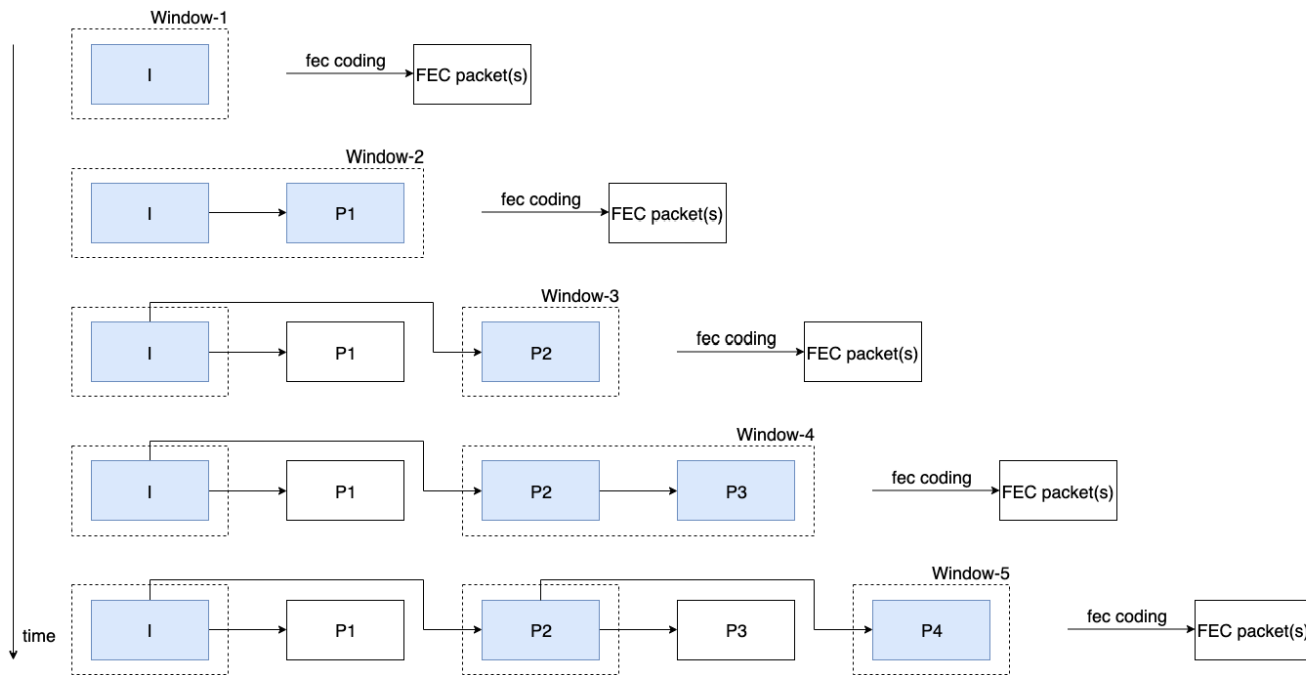 Window-1
I
fec coding
FEC packet(s)
Window-2
I
P1
fec coding
FEC packet(s)
Window-3
I
P1
P2
fec coding
FEC packet(s)
Window-4
I
P1
P2
P3
fec coding
FEC packet(s)
Window-5
I
P1
P2
P3
P4
fec coding
FEC packet(s)
time